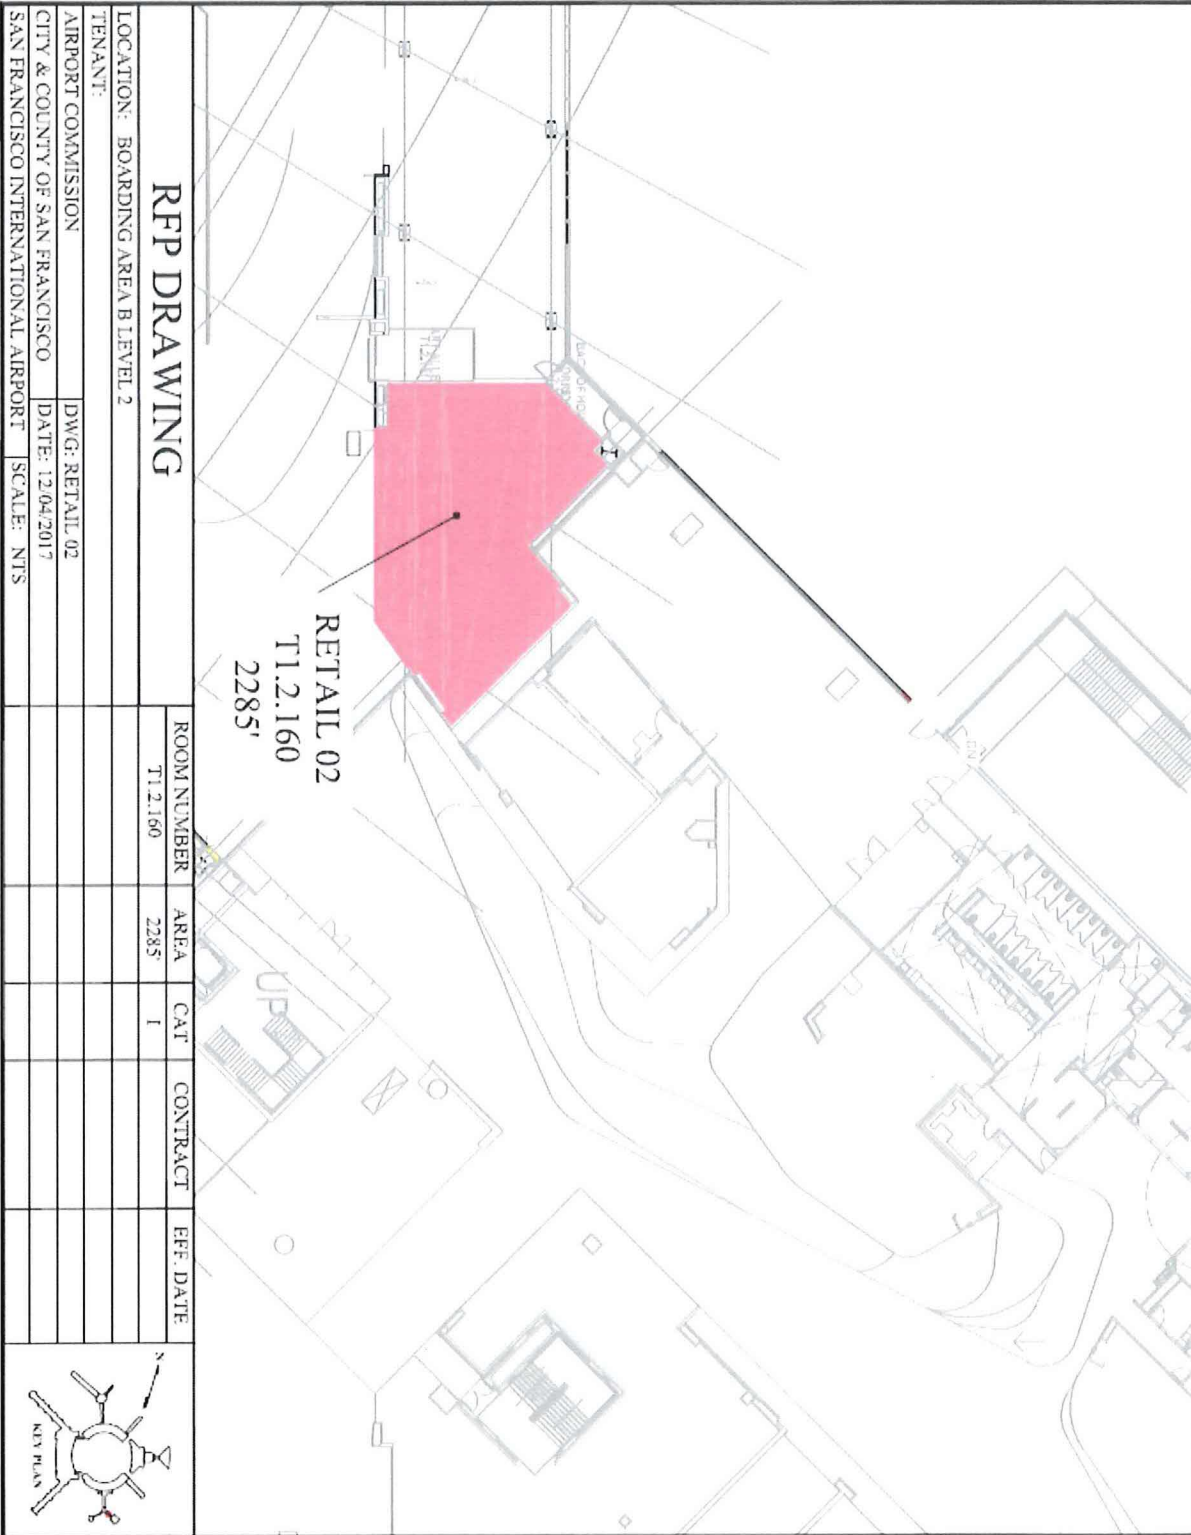 RETAIL 02
T1.2.160
2285'
UP
RFP DRAWING
LOCATION: BOARDING AREA B LEVEL 2
TENANT:
AIRPORT COMMISSION
DWG: RETAIL 02
CITY & COUNTY OF SAN FRANCISCO
DATE: 12/04/2017
SAN FRANCISCO INTERNATIONAL AIRPORT
SCALE: NTS
ROOM NUMBER AREA CAT CONTRACT EFF. DATE
T1.2.160 2285' I
N
KEY PLAN